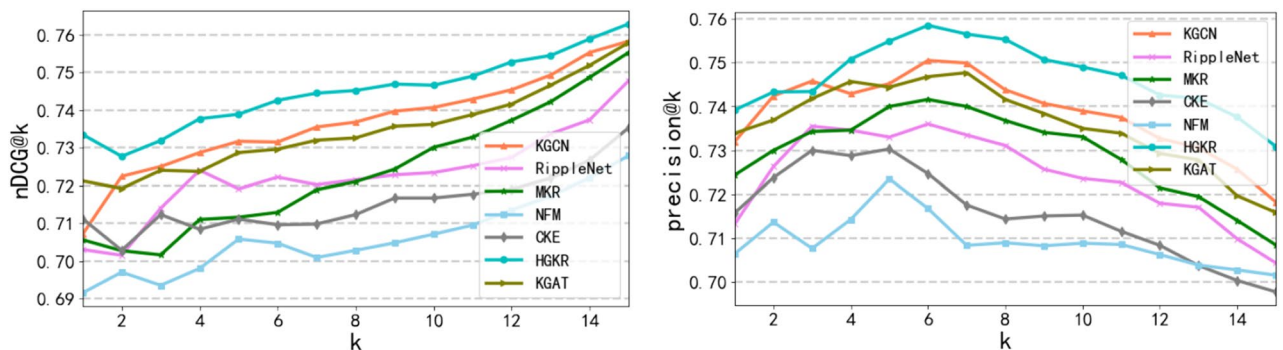 nDCG@k
0.76
0.75
0.74
0.73
0.72
0.71
0.70
0.69
2 4 6 8 10 12 14
k
KGCN
RippleNet
MKR
NFM
CKE
HGKR
KGAT
precision@k
0.76
0.75
0.74
0.73
0.72
0.71
0.70
2 4 6 8 10 12 14
k
KGCN
RippleNet
MKR
CKE
NFM
HGKR
KGAT